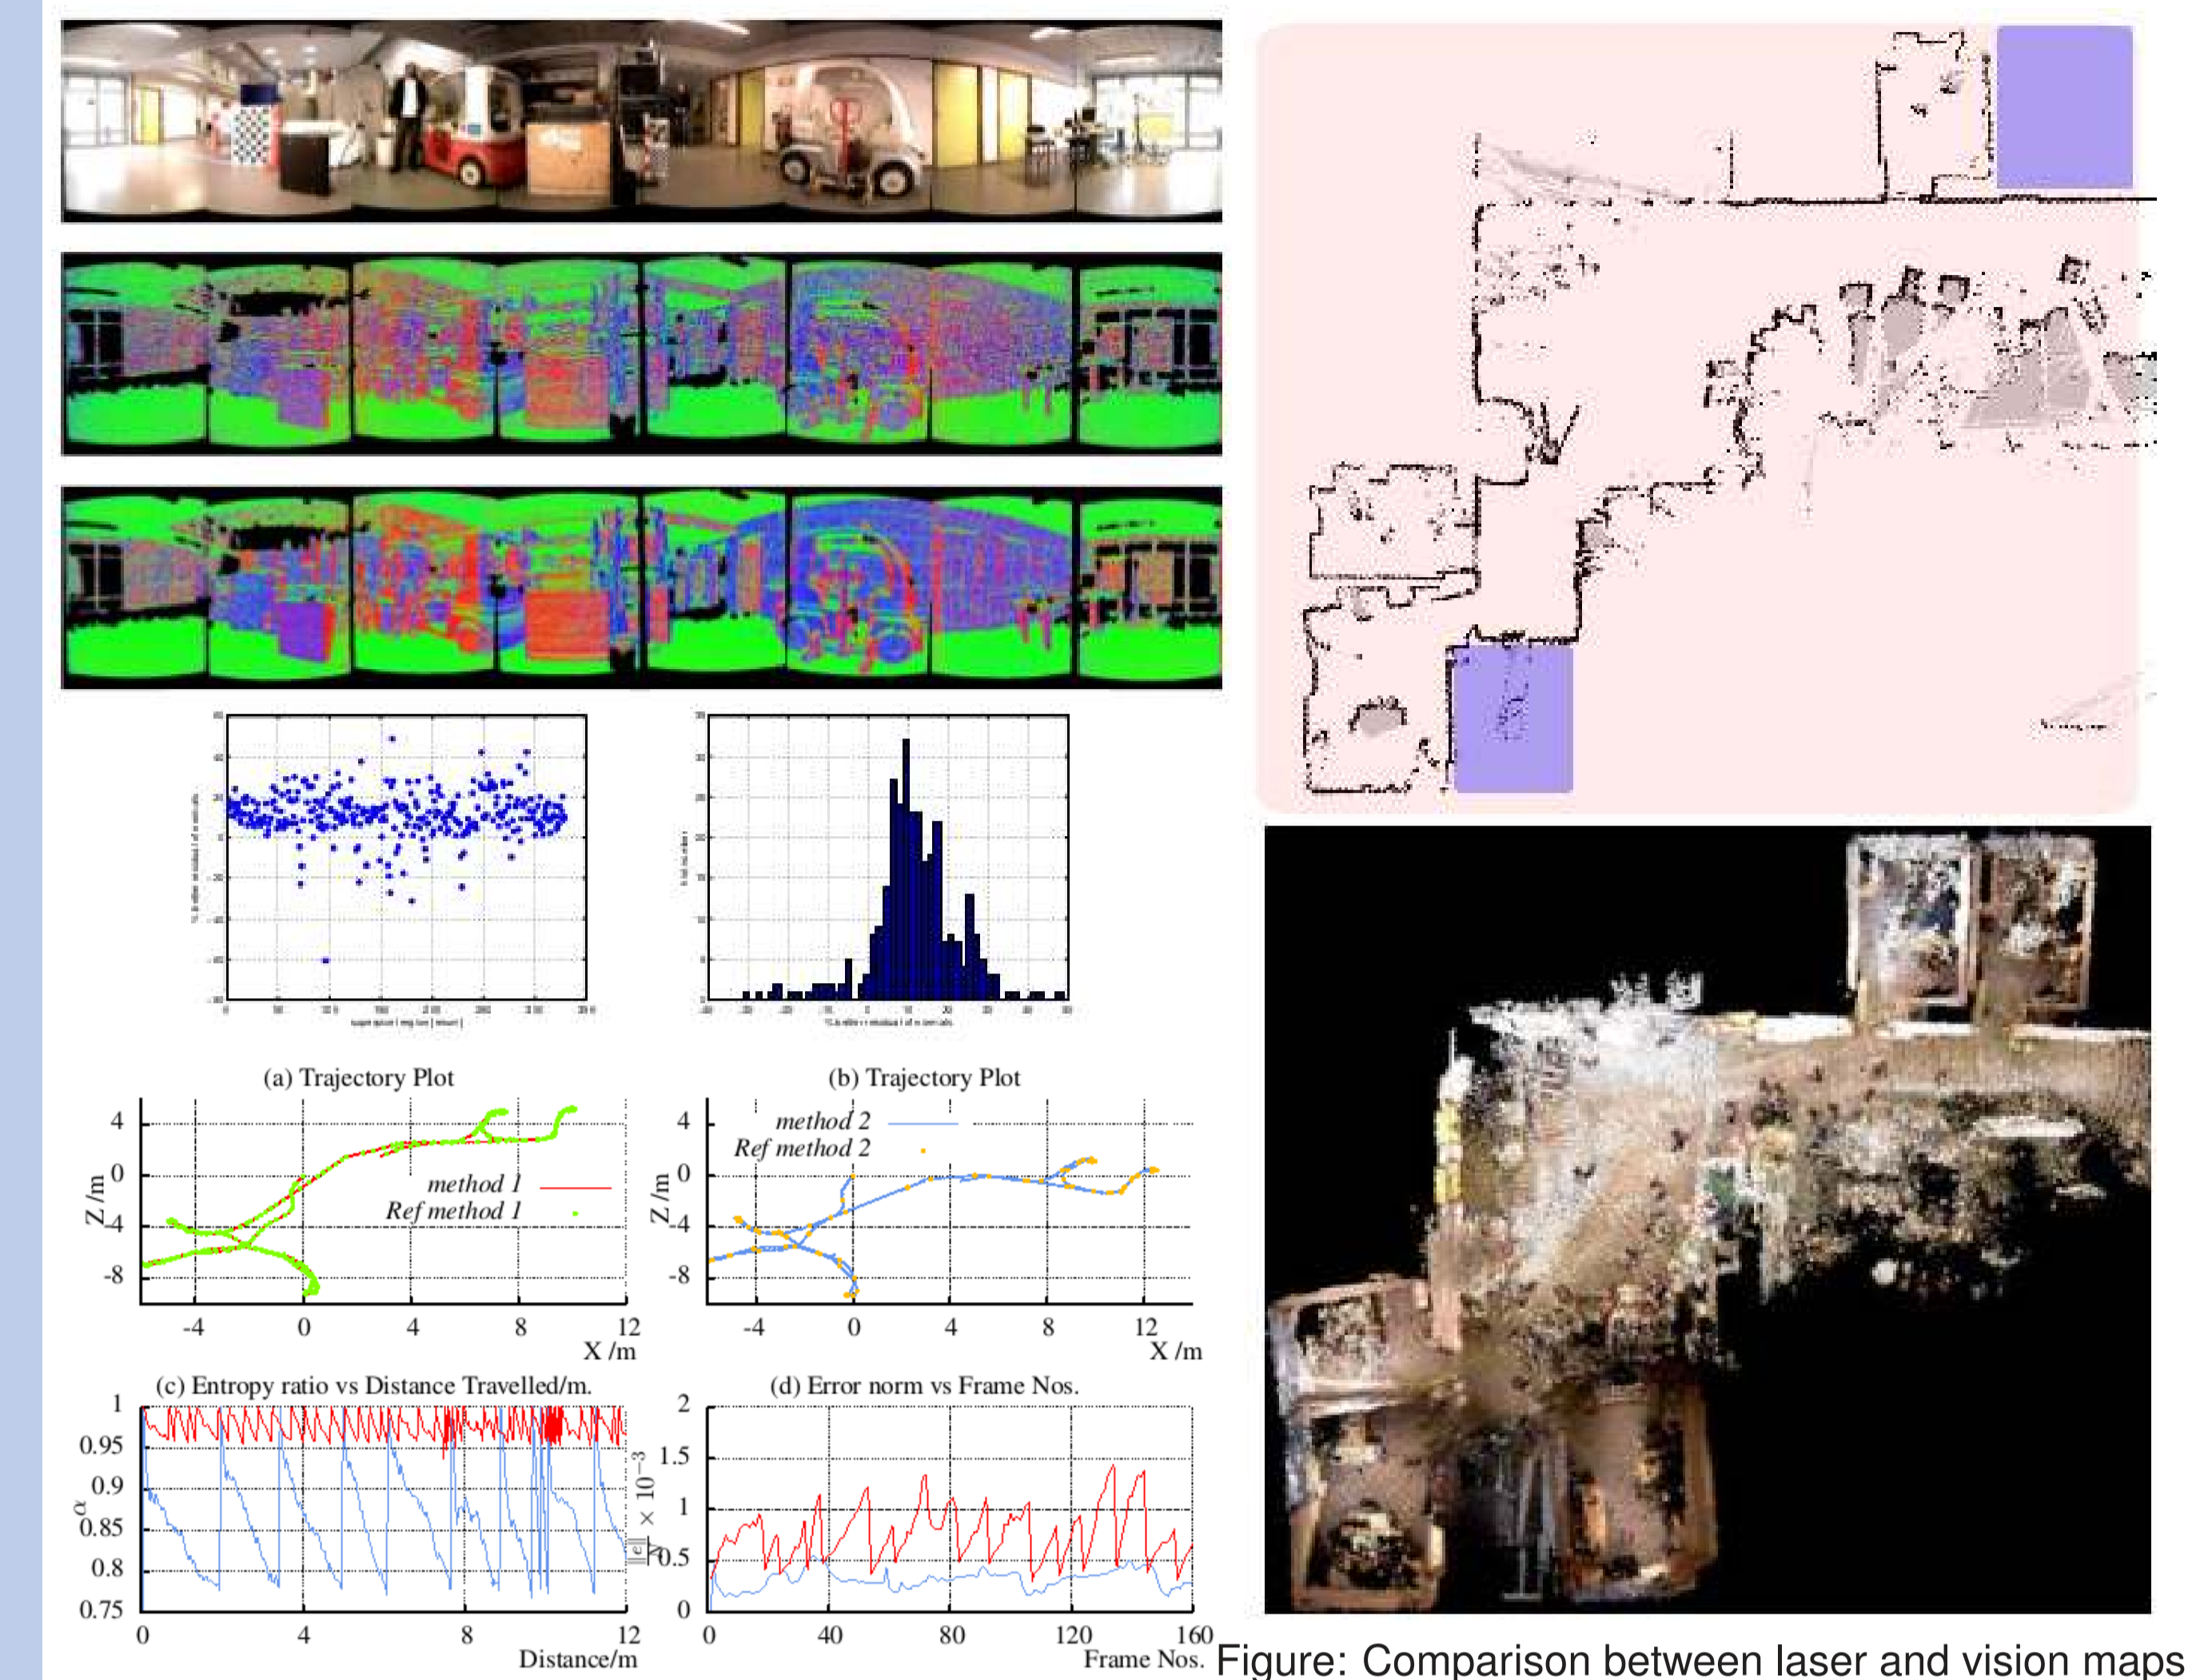 (a) Trajectory Plot
4
0
-4
-8
Z /m
method 1
Ref method 1
-4 0 4 8 12
X /m
(b) Trajectory Plot
4
0
-4
-8
Z /m
method 2
Ref method 2
-4 0 4 8 12
X /m
(c) Entropy ratio vs Distance Travelled/m.
1
0.95
0.9
0.85
0.8
0.75
α
0 4 8 12
Distance/m
(d) Error norm vs Frame Nos.
2
1.5
1
0.5
0
||e||/N × 10⁻³
0 40 80 120 160
Frame Nos.
Figure: Comparison between laser and vision maps